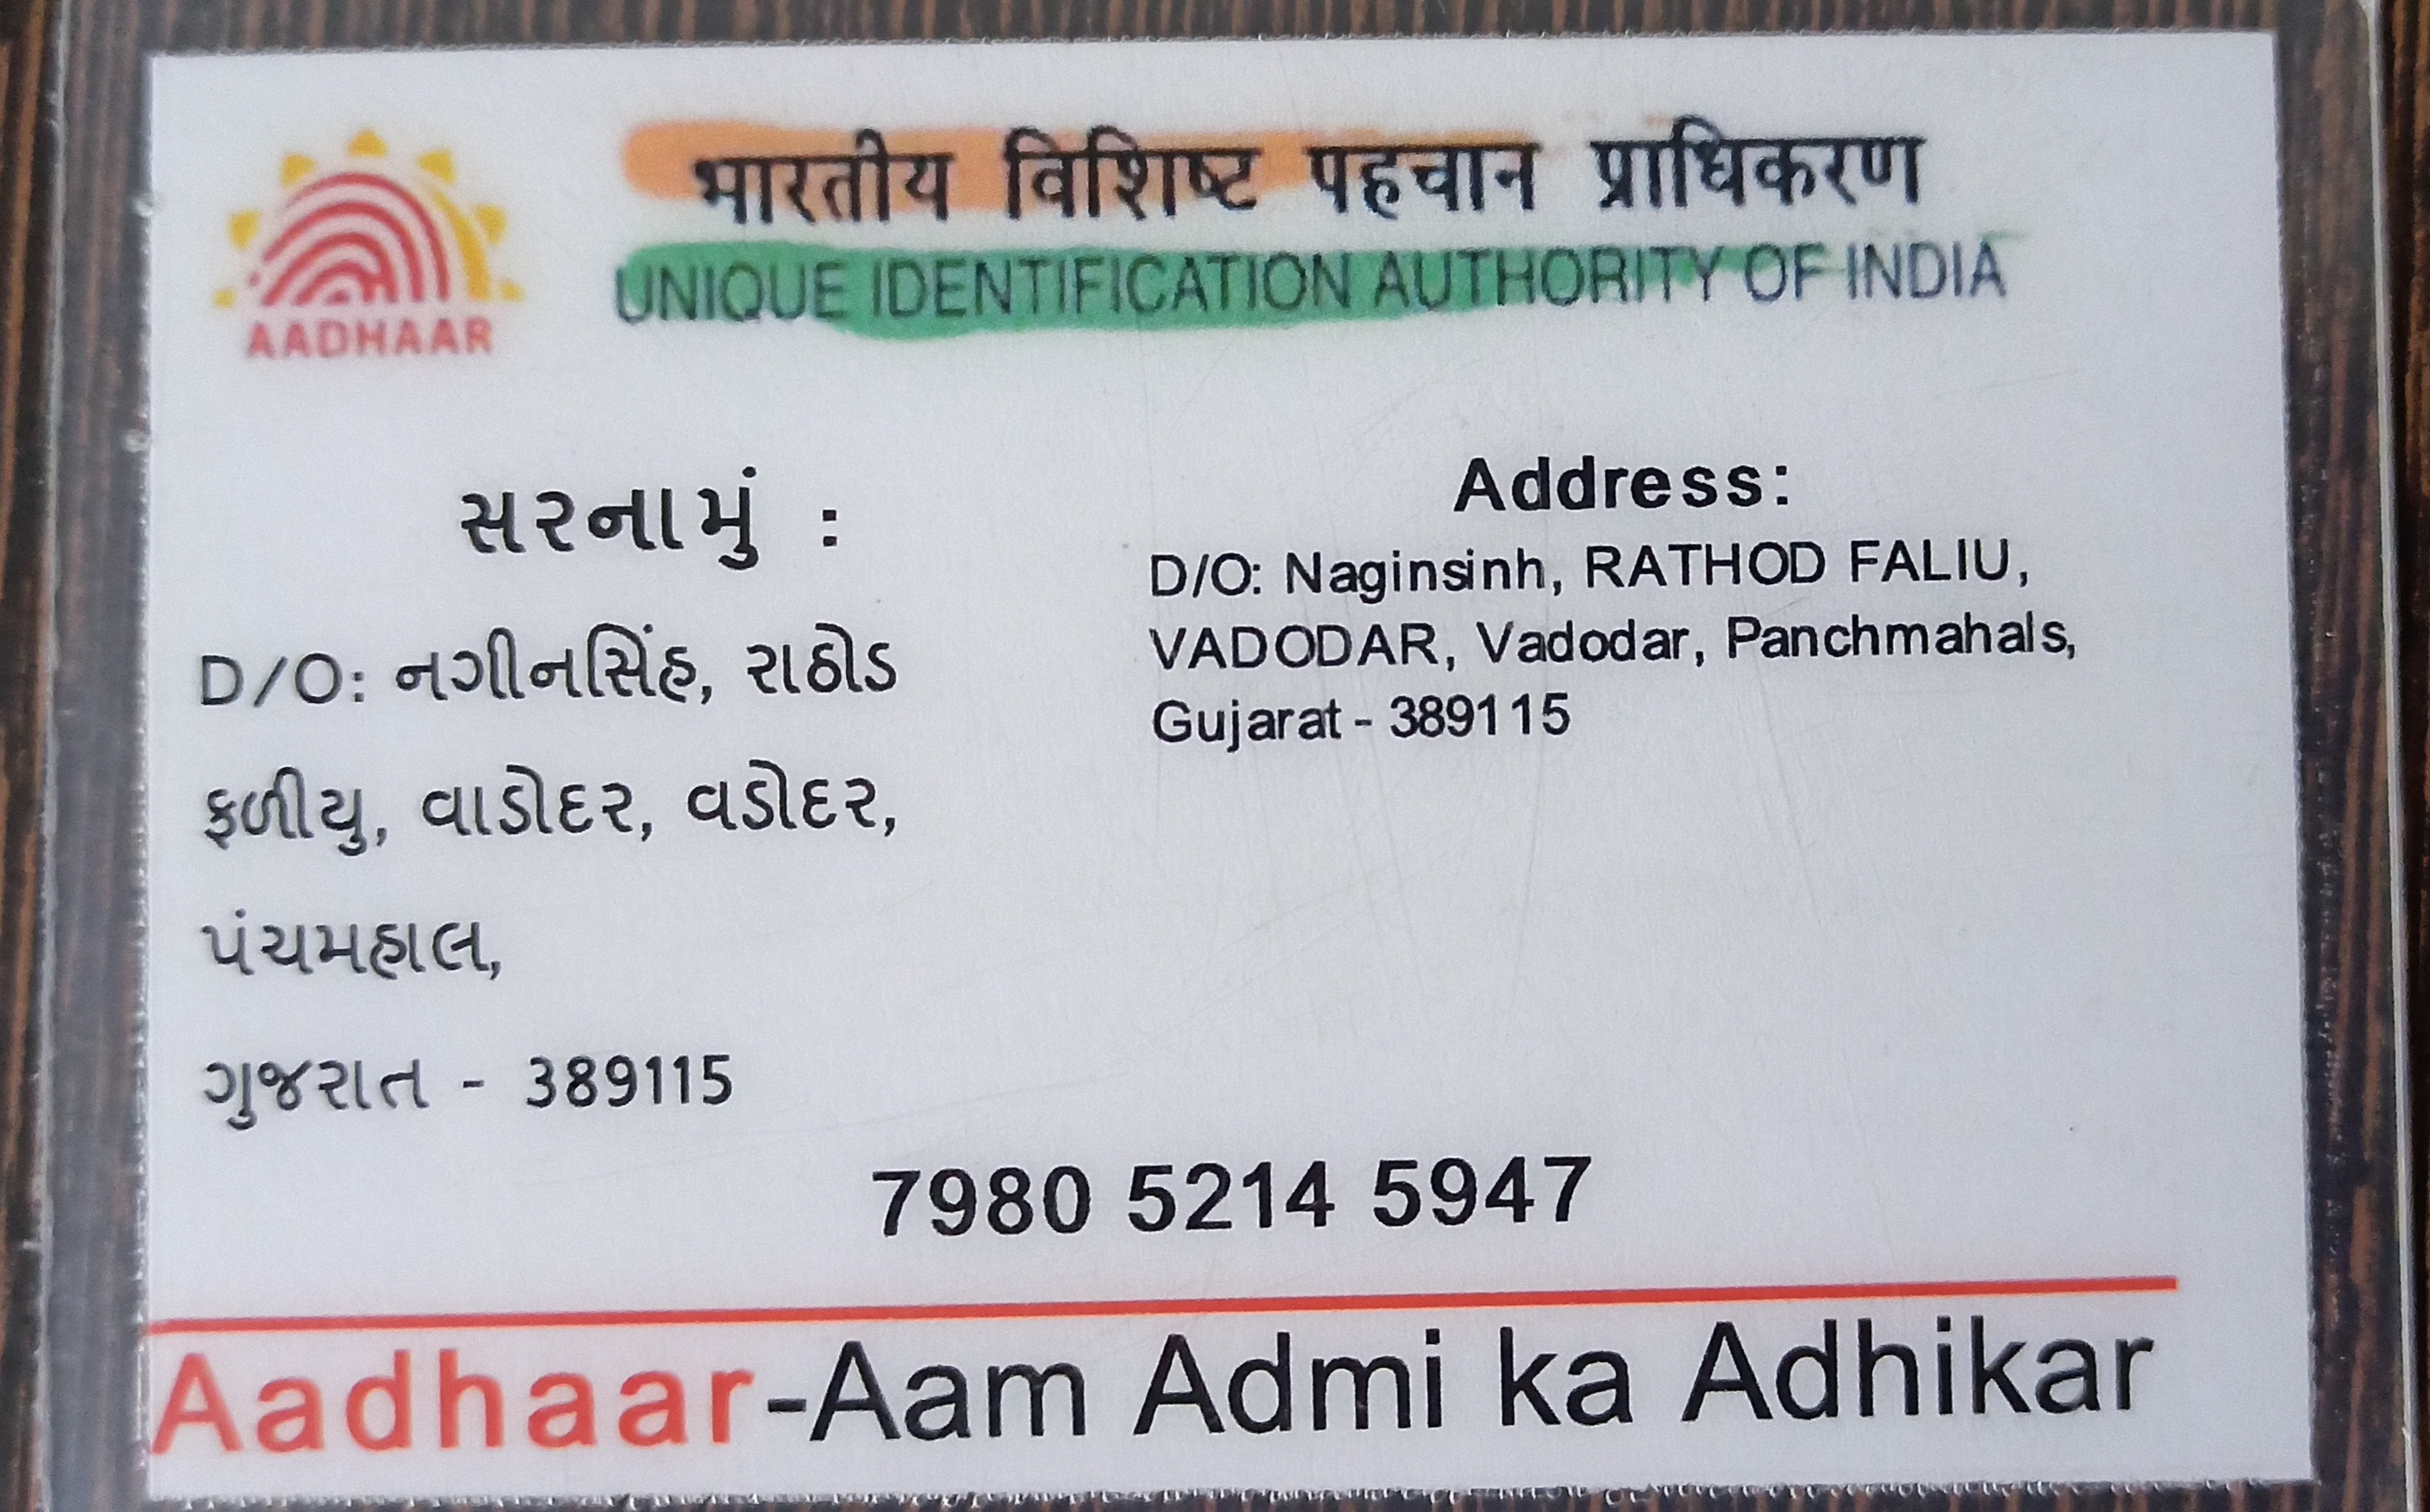 भारतीय विशिष्ट पहचान प्राधिकरण
UNIQUE IDENTIFICATION AUTHORITY OF INDIA
AADHAAR
સરનામું :
D/O: નગીનસિંહ, રાઠોડ
ફળીયુ, વાડોદર, વડોદર,
પંચમહાલ,
ગુજરાત - 389115
Address:
D/O: Naginsinh, RATHOD FALIU,
VADODAR, Vadodar, Panchmahals,
Gujarat - 389115
7980 5214 5947
Aadhaar-Aam Admi ka Adhikar